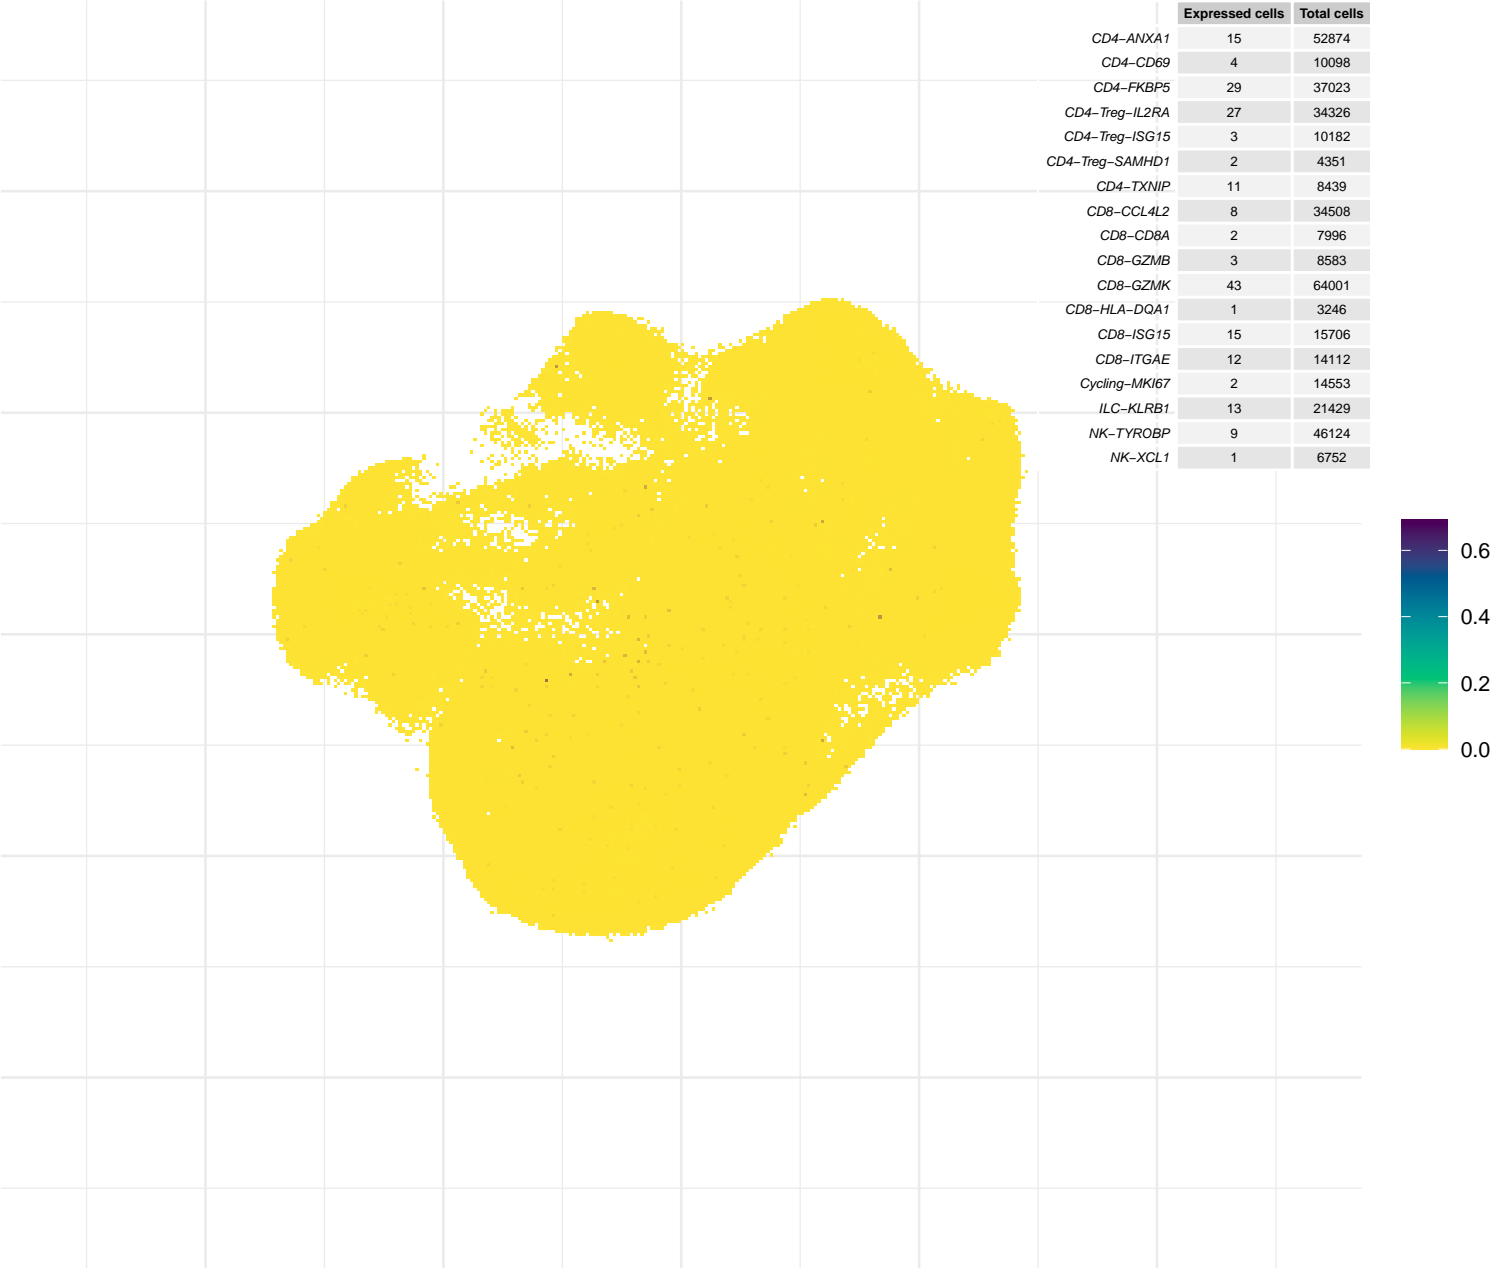 Expressed cells Total cells
CD4−ANXA1 15 52874
CD4−CD69 4 10098
CD4−FKBP5 29 37023
CD4−Treg−IL2RA 27 34326
CD4−Treg−ISG15 3 10182
CD4−Treg−SAMHD1 2 4351
CD4−TXNIP 11 8439
CD8−CCL4L2 8 34508
CD8−CD8A 2 7996
CD8−GZMB 3 8583
CD8−GZMK 43 64001
CD8−HLA−DQA1 1 3246
CD8−ISG15 15 15706
CD8−ITGAE 12 14112
Cycling−MKI67 2 14553
ILC−KLRB1 13 21429
NK−TYROBP 9 46124
NK−XCL1 1 6752
0.6
0.4
0.2
0.0